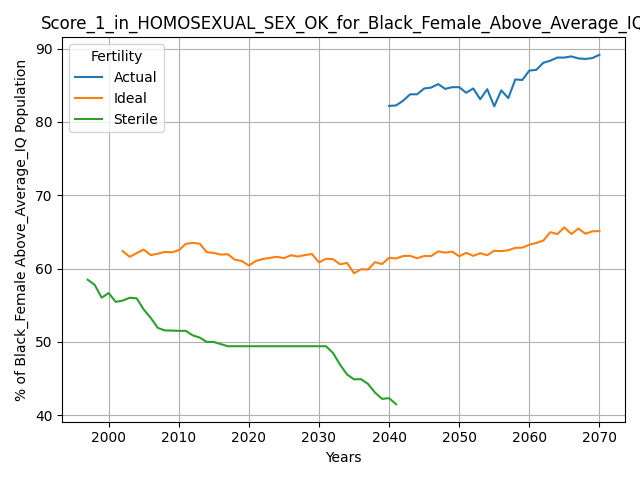 Score_1_in_HOMOSEXUAL_SEX_OK_for_Black_Female_Above_Average_IQ
% of Black_Female Above_Average_IQ Population
90
80
70
60
50
40
Fertility
Actual
Ideal
Sterile
2000 2010 2020 2030 2040 2050 2060 2070
Years